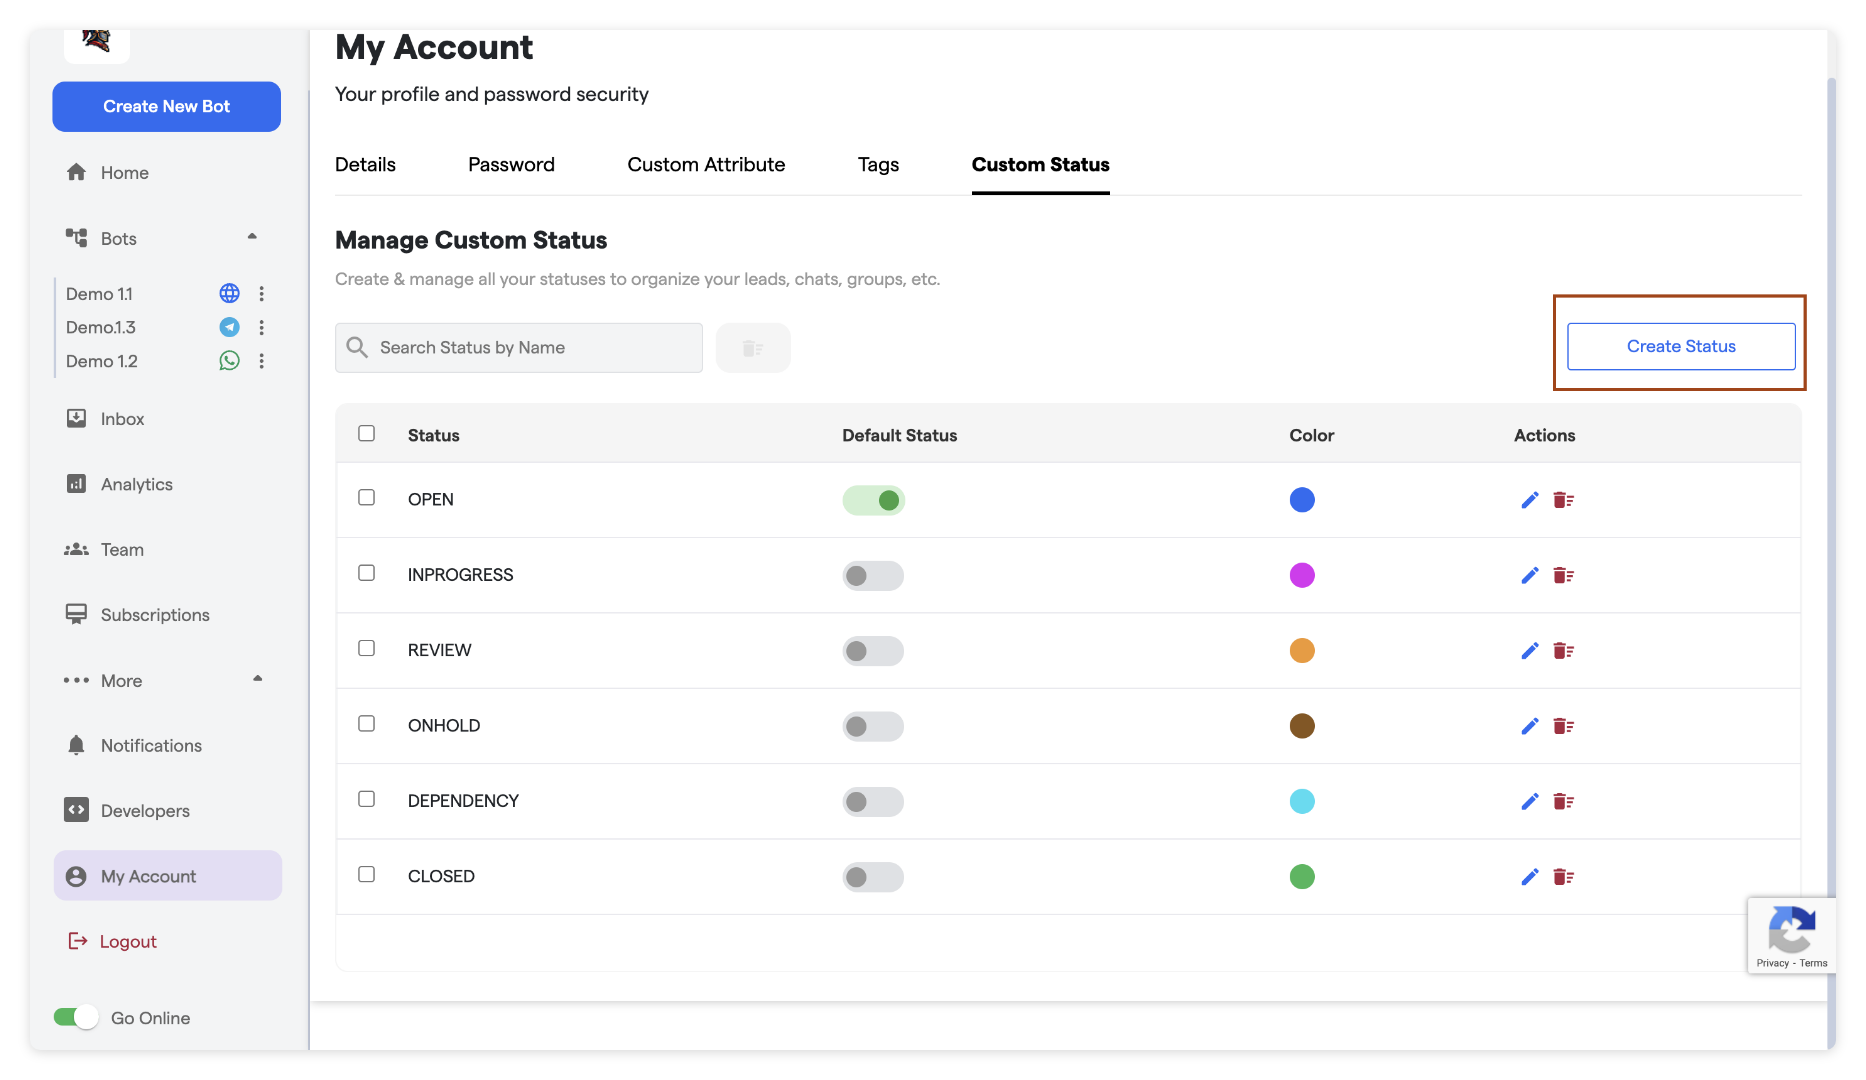 My Account
Your profile and password security
Create New Bot
Home
Bots
Demo 1.1
Demo.1.3
Demo 1.2
Inbox
Analytics
Team
Subscriptions
More
Notifications
Developers
My Account
Logout
Go Online
Details Password Custom Attribute Tags Custom Status
Manage Custom Status
Create & manage all your statuses to organize your leads, chats, groups, etc.
Search Status by Name
Create Status
Status Default Status Color Actions
OPEN
INPROGRESS
REVIEW
ONHOLD
DEPENDENCY
CLOSED
Privacy - Terms